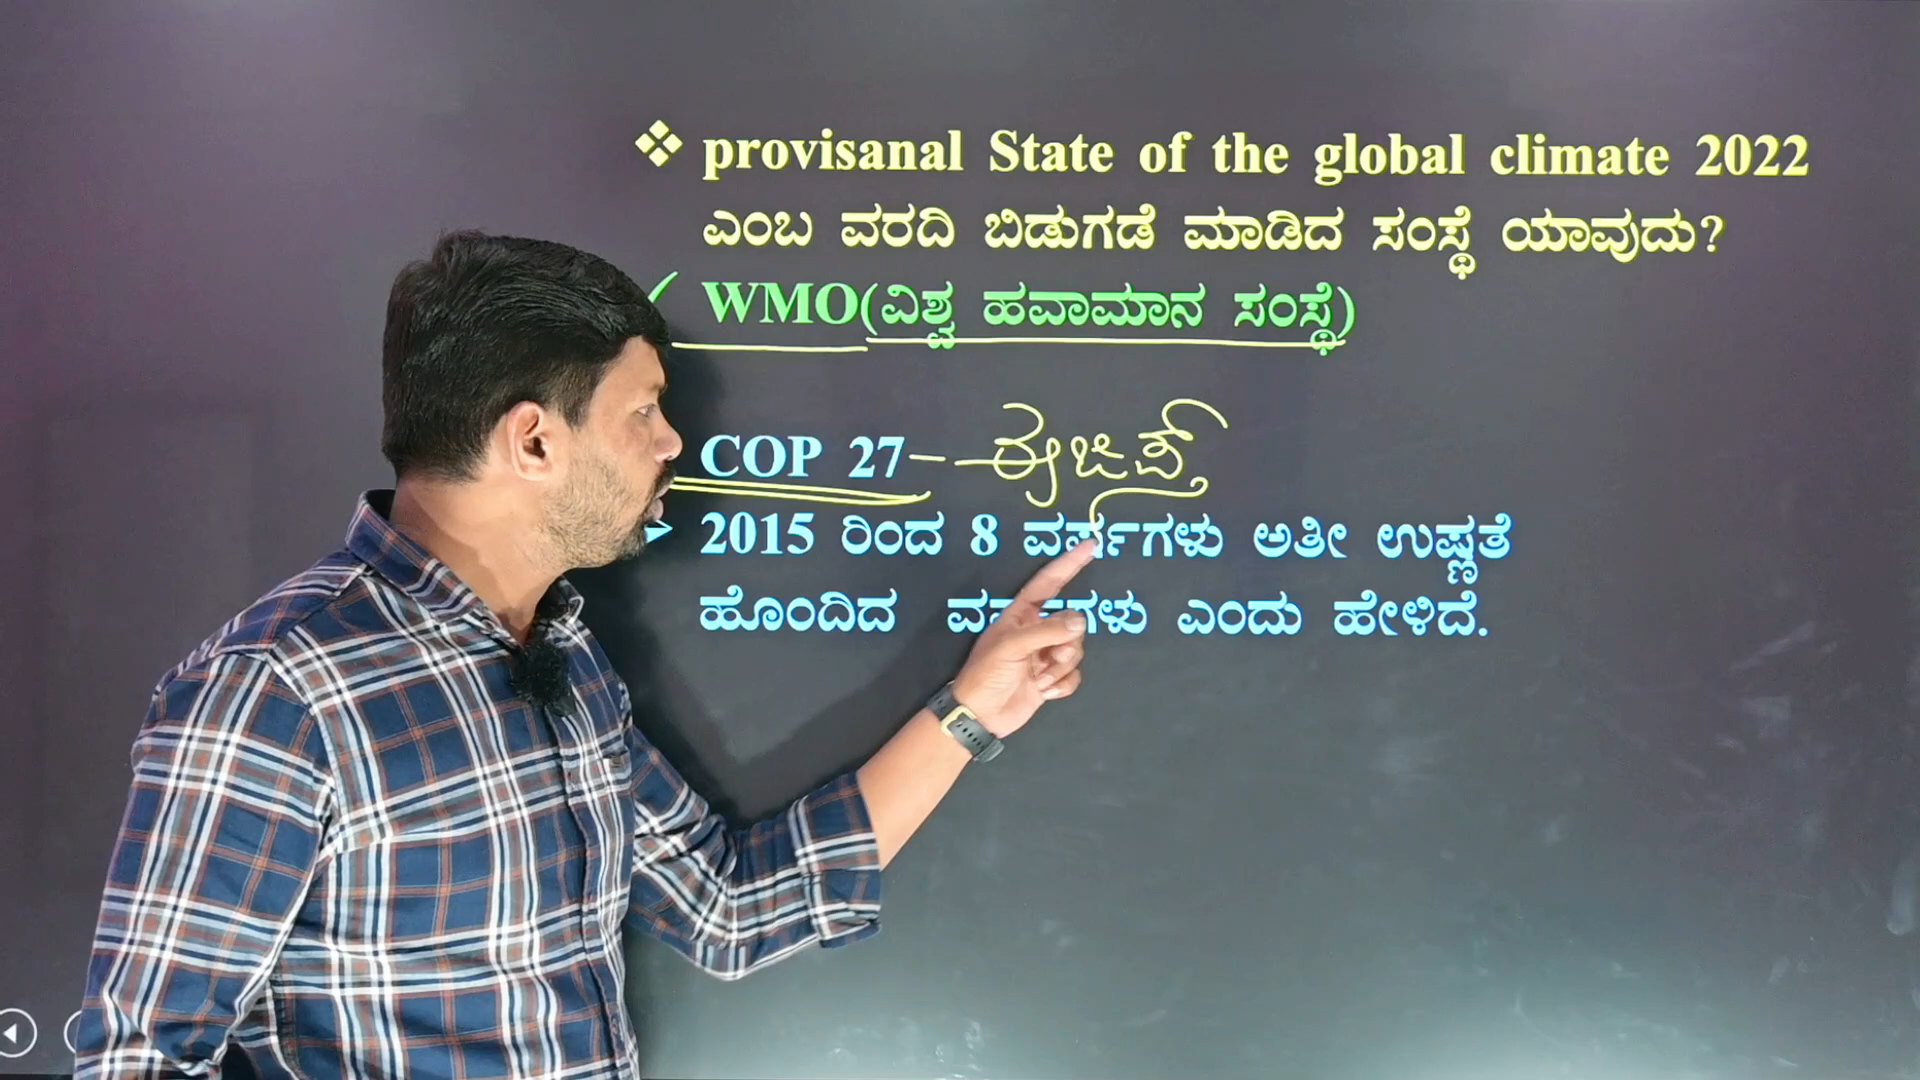 ❖ provisanal State of the global climate 2022
ಎಂಬ ವರದಿ ಬಿಡುಗಡೆ ಮಾಡಿದ ಸಂಸ್ಥೆ ಯಾವುದು?
✓ WMO(ವಿಶ್ವ ಹವಾಮಾನ ಸಂಸ್ಥೆ)
COP 27 – ಈಜಿಪ್ತ್
➤ 2015 ರಿಂದ 8 ವರ್ಷಗಳು ಅತೀ ಉಷ್ಣತೆ
ಹೊಂದಿದ ಎಂದು ಹೇಳಿದೆ.